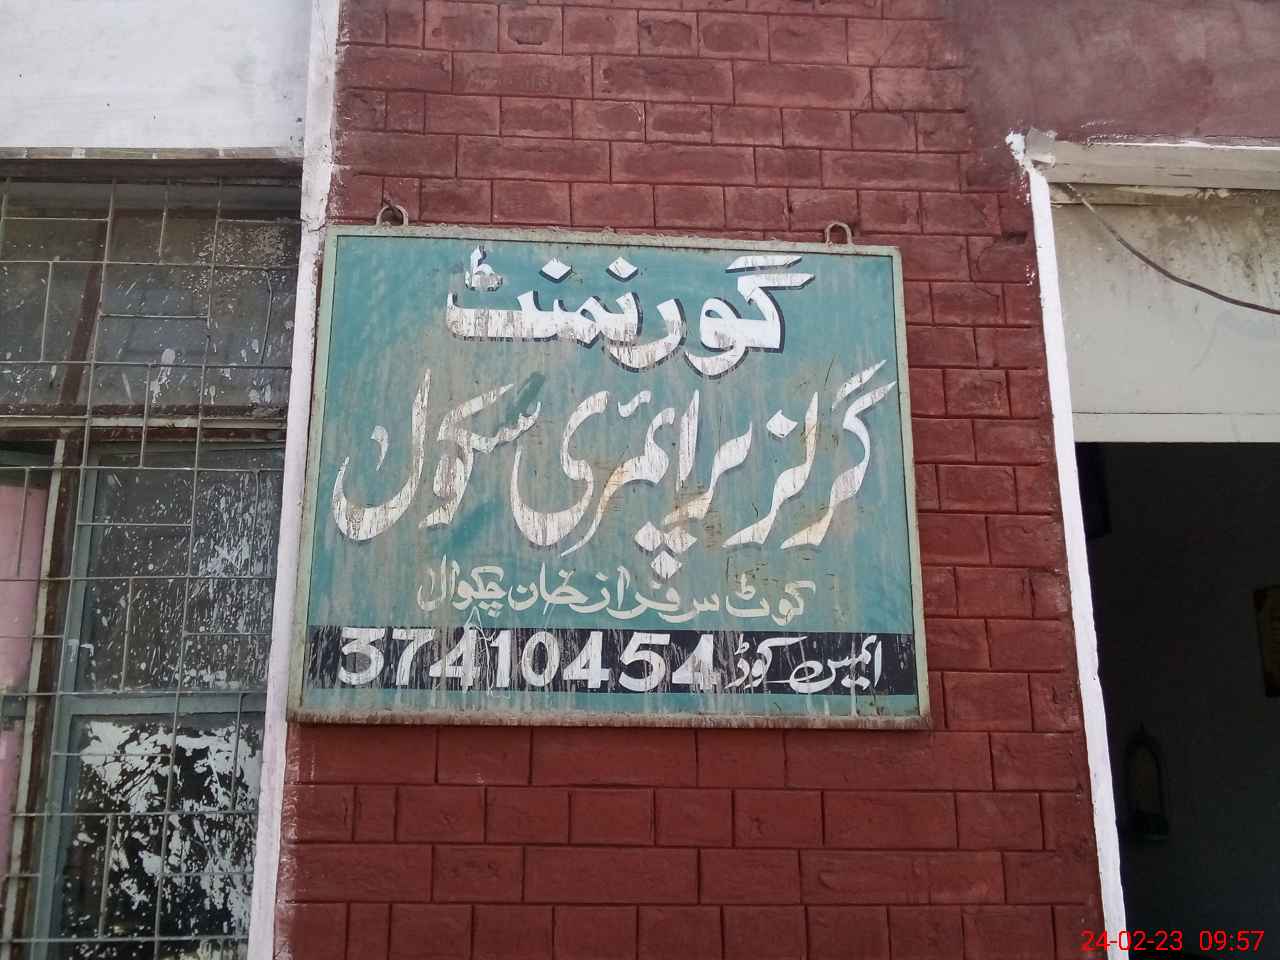 گورنمنٹ
گرلز پرائمری سکول
کوٹ سرفراز خان چکوال
ایمس کوڈ 37410454
24-02-23 09:57